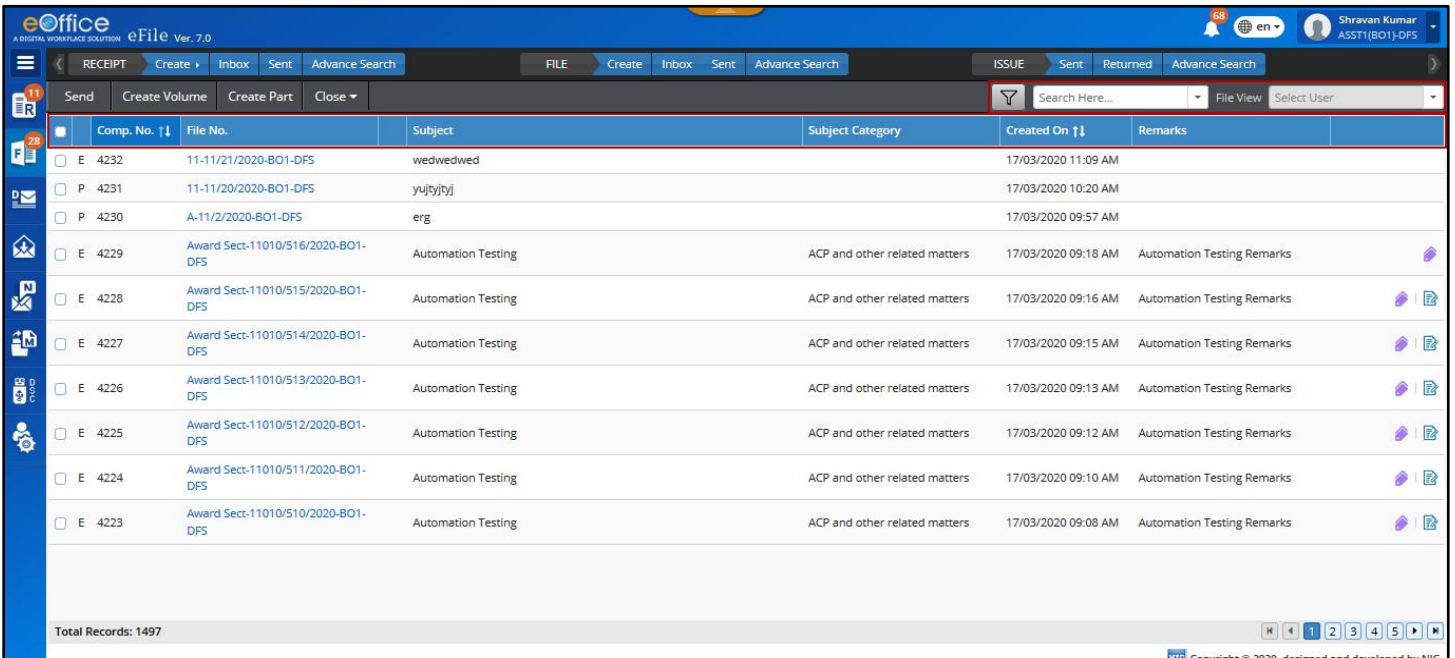 eOffice
A DIGITAL WORKPLACE SOLUTION eFile Ver. 7.0
68
en
Shravan Kumar
ASST1(BO1)-DFS
RECEIPT Create Inbox Sent Advance Search FILE Create Inbox Sent Advance Search ISSUE Sent Returned Advance Search
11
R
Send Create Volume Create Part Close Search Here... File View Select User
Comp. No. File No. Subject Subject Category Created On Remarks
28
F
E 4232 11-11/21/2020-BO1-DFS wedwedwed 17/03/2020 11:09 AM
P 4231 11-11/20/2020-BO1-DFS yujtyjtyj 17/03/2020 10:20 AM
D
P 4230 A-11/2/2020-BO1-DFS erg 17/03/2020 09:57 AM
E 4229 Award Sect-11010/516/2020-BO1-
DFS Automation Testing ACP and other related matters 17/03/2020 09:18 AM Automation Testing Remarks
N
E 4228 Award Sect-11010/515/2020-BO1-
DFS Automation Testing ACP and other related matters 17/03/2020 09:16 AM Automation Testing Remarks
M
E 4227 Award Sect-11010/514/2020-BO1-
DFS Automation Testing ACP and other related matters 17/03/2020 09:15 AM Automation Testing Remarks
DSC
E 4226 Award Sect-11010/513/2020-BO1-
DFS Automation Testing ACP and other related matters 17/03/2020 09:13 AM Automation Testing Remarks
E 4225 Award Sect-11010/512/2020-BO1-
DFS Automation Testing ACP and other related matters 17/03/2020 09:12 AM Automation Testing Remarks
E 4224 Award Sect-11010/511/2020-BO1-
DFS Automation Testing ACP and other related matters 17/03/2020 09:10 AM Automation Testing Remarks
E 4223 Award Sect-11010/510/2020-BO1-
DFS Automation Testing ACP and other related matters 17/03/2020 09:08 AM Automation Testing Remarks
Total Records: 1497 1 2 3 4 5
Copyright © 2020, designed and developed by NIC